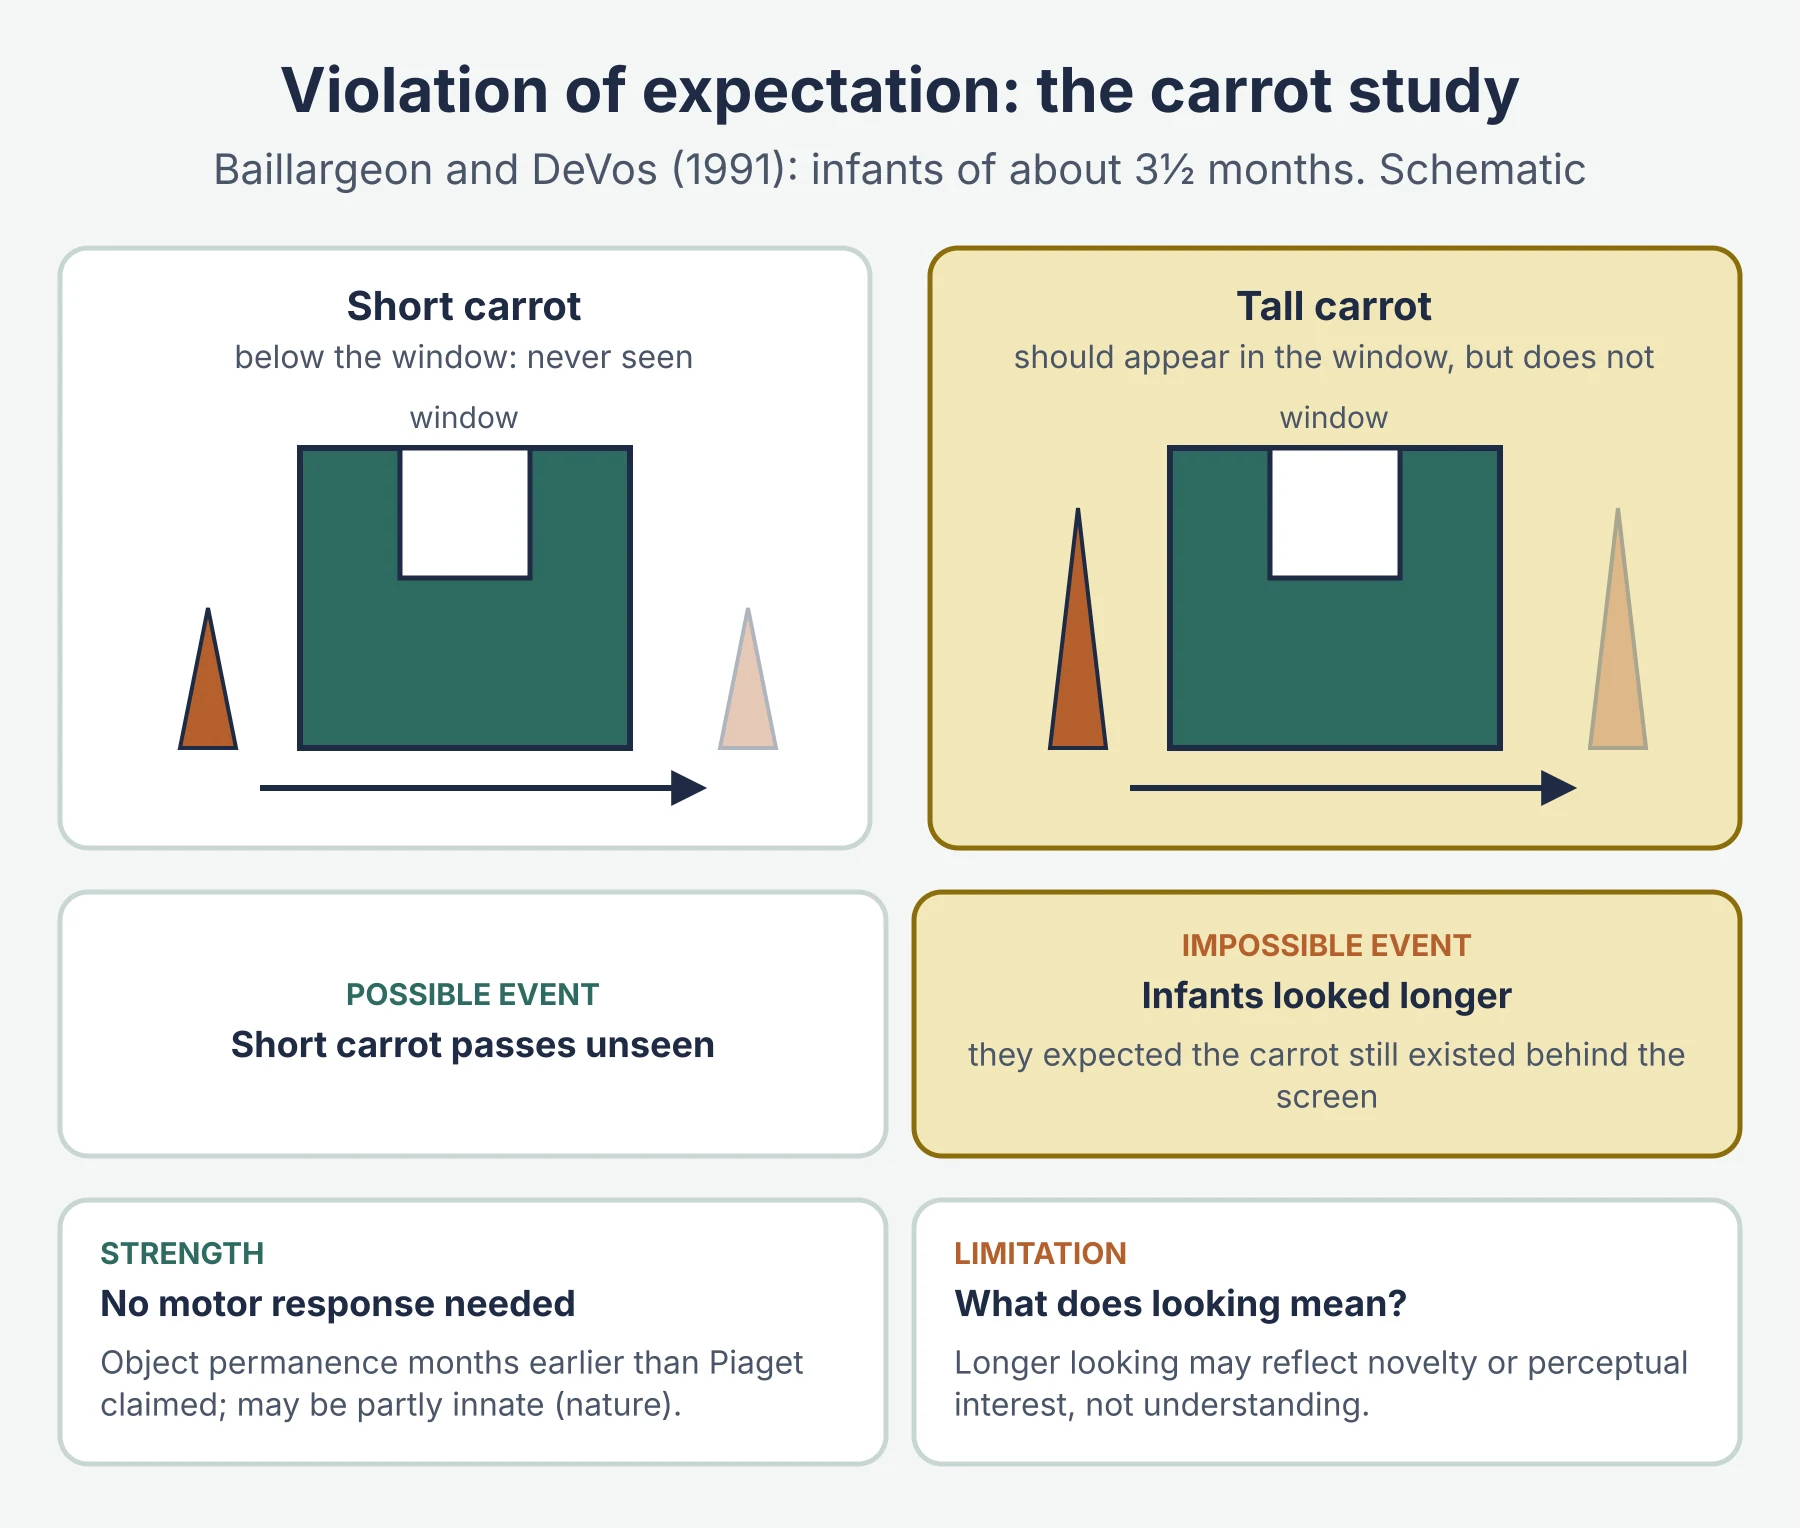 Violation of expectation: the carrot study
Baillargeon and DeVos (1991): infants of about 3½ months. Schematic
Short carrot
below the window: never seen
window
Tall carrot
should appear in the window, but does not
window
POSSIBLE EVENT
Short carrot passes unseen
IMPOSSIBLE EVENT
Infants looked longer
they expected the carrot still existed behind the
screen
STRENGTH
No motor response needed
Object permanence months earlier than Piaget
claimed; may be partly innate (nature).
LIMITATION
What does looking mean?
Longer looking may reflect novelty or perceptual
interest, not understanding.